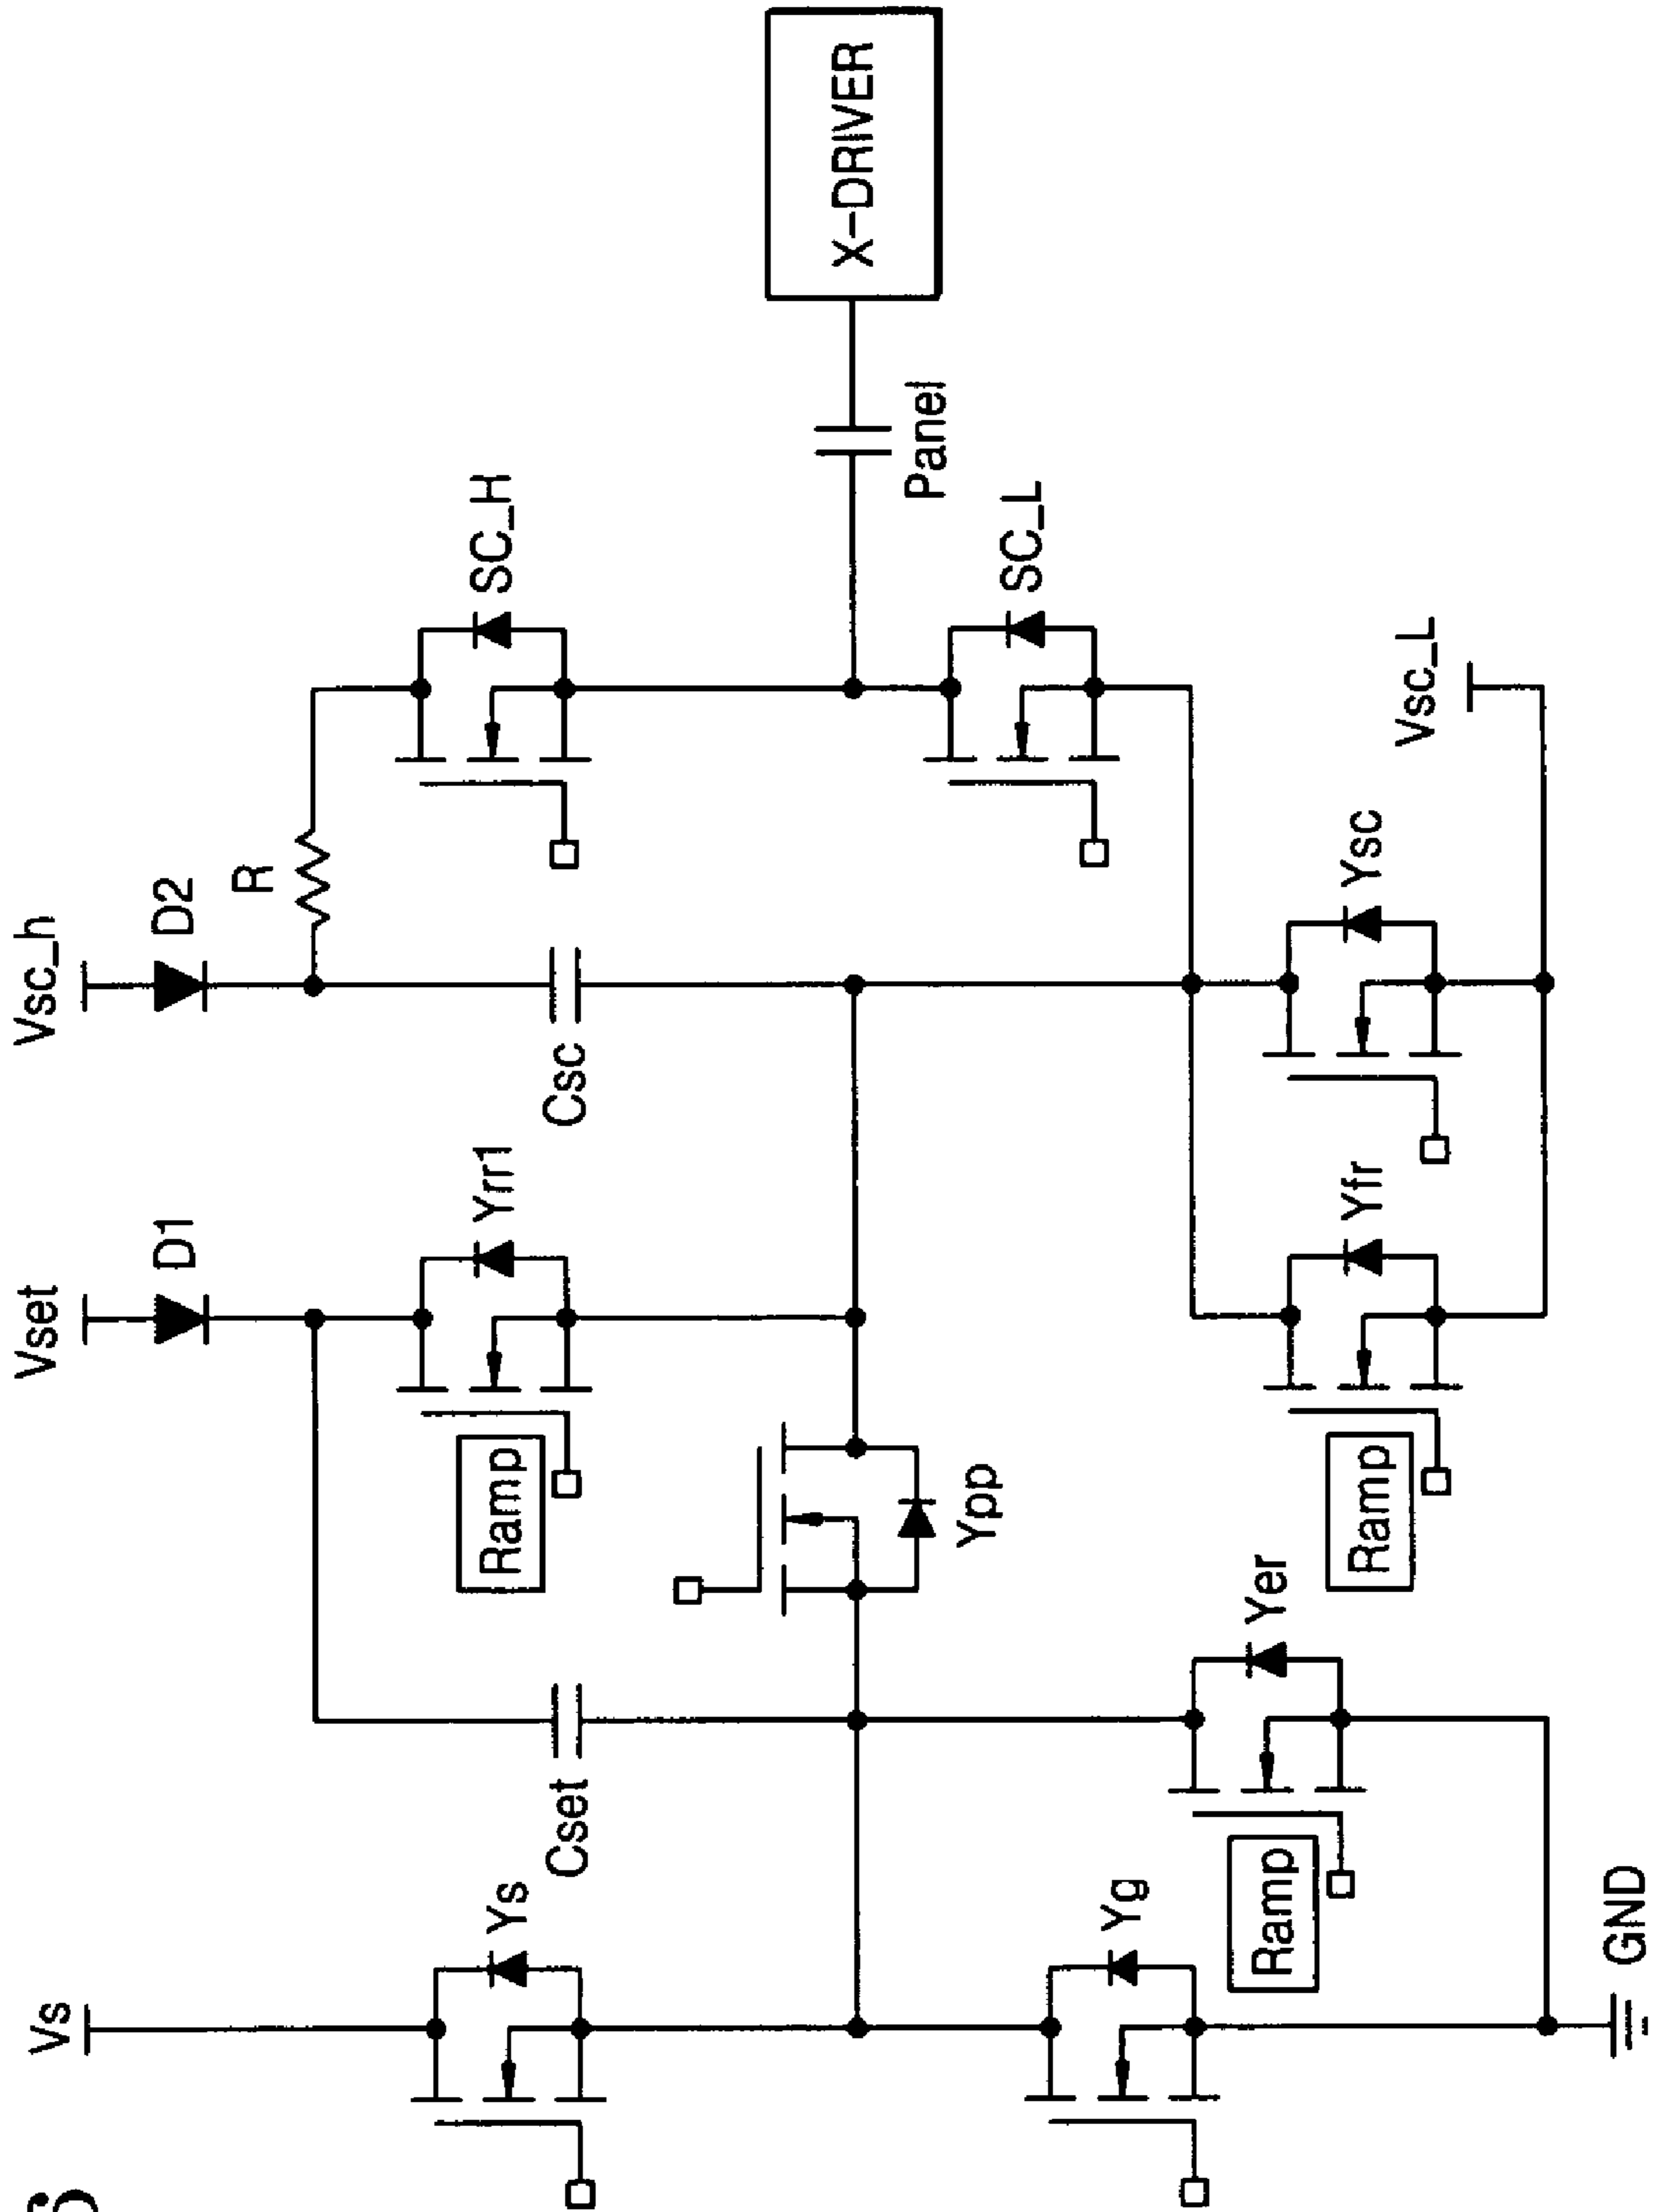 Vs
Vset
Vsc_h
D1
D2
R
Ys
Ramp
Yrr1
SC_H
Cset
Csc
X-DRIVER
Panel
Ypp
SC_L
Yg
Ramp
Yer
Ramp
Yfr
Ysc
Vsc_L
GND